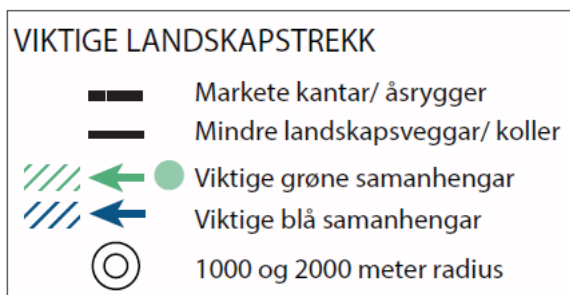 VIKTIGE LANDSKAPSTREKK
Markete kantar/ åsrygger
Mindre landskapsveggar/ koller
Viktige grøne samanhengar
Viktige blå samanhengar
1000 og 2000 meter radius